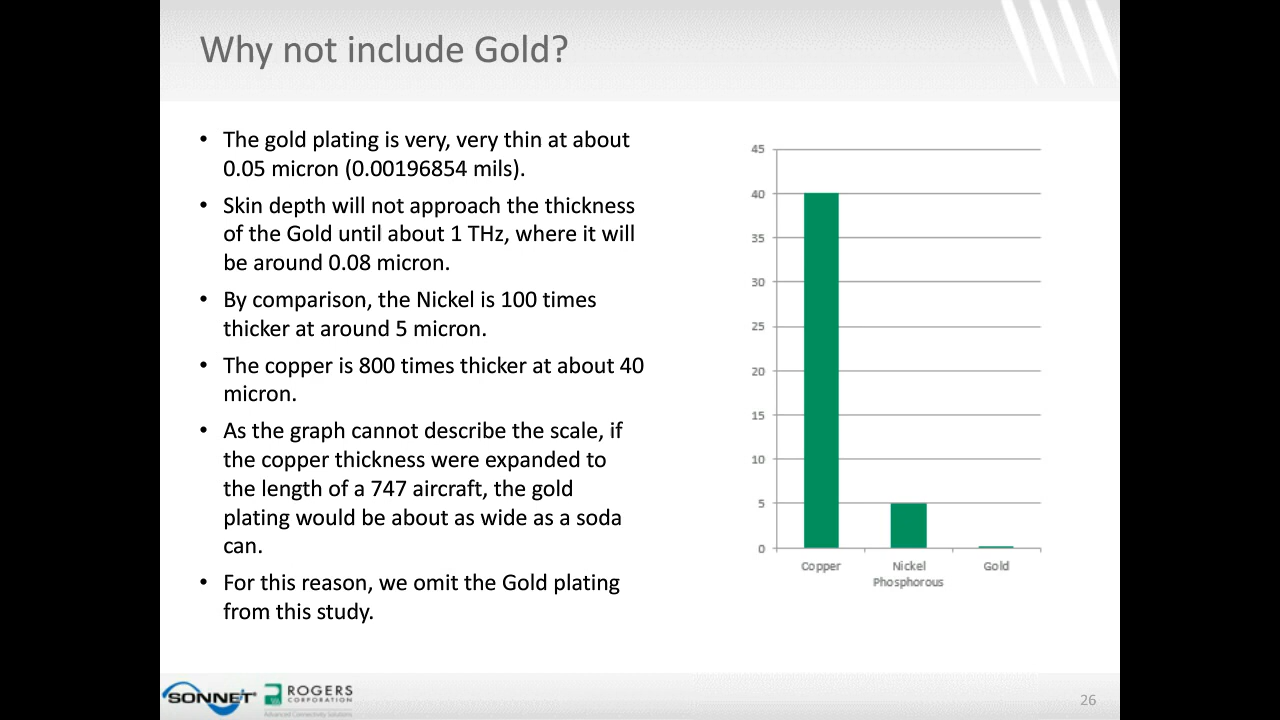 Why not include Gold?
• The gold plating is very, very thin at about
0.05 micron (0.00196854 mils).
• Skin depth will not approach the thickness
of the Gold until about 1 THz, where it will
be around 0.08 micron.
• By comparison, the Nickel is 100 times
thicker at around 5 micron.
• The copper is 800 times thicker at about 40
micron.
• As the graph cannot describe the scale, if
the copper thickness were expanded to
the length of a 747 aircraft, the gold
plating would be about as wide as a soda
can.
• For this reason, we omit the Gold plating
from this study.
45
40
35
30
25
20
15
10
5
0
Copper
Nickel
Phosphorous
Gold
SONNET
ROGERS
CORPORATION
Advanced Connectivity Solutions
26